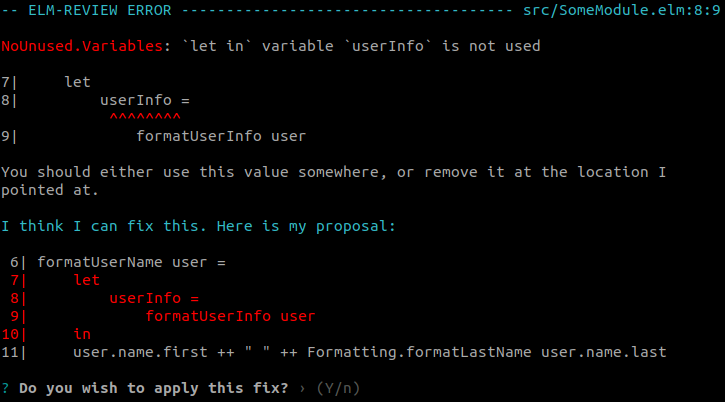 -- ELM-REVIEW ERROR ------------------------------------- src/SomeModule.elm:8:9
NoUnused.Variables: `let in` variable `userInfo` is not used
7|     let
8|         userInfo =
^^^^^^^^
9|             formatUserInfo user
You should either use this value somewhere, or remove it at the location I
pointed at.
I think I can fix this. Here is my proposal:
6| formatUserName user =
7|     let
8|         userInfo =
9|             formatUserInfo user
10|     in
11|     user.name.first ++ " " ++ Formatting.formatLastName user.name.last
? Do you wish to apply this fix? › (Y/n)